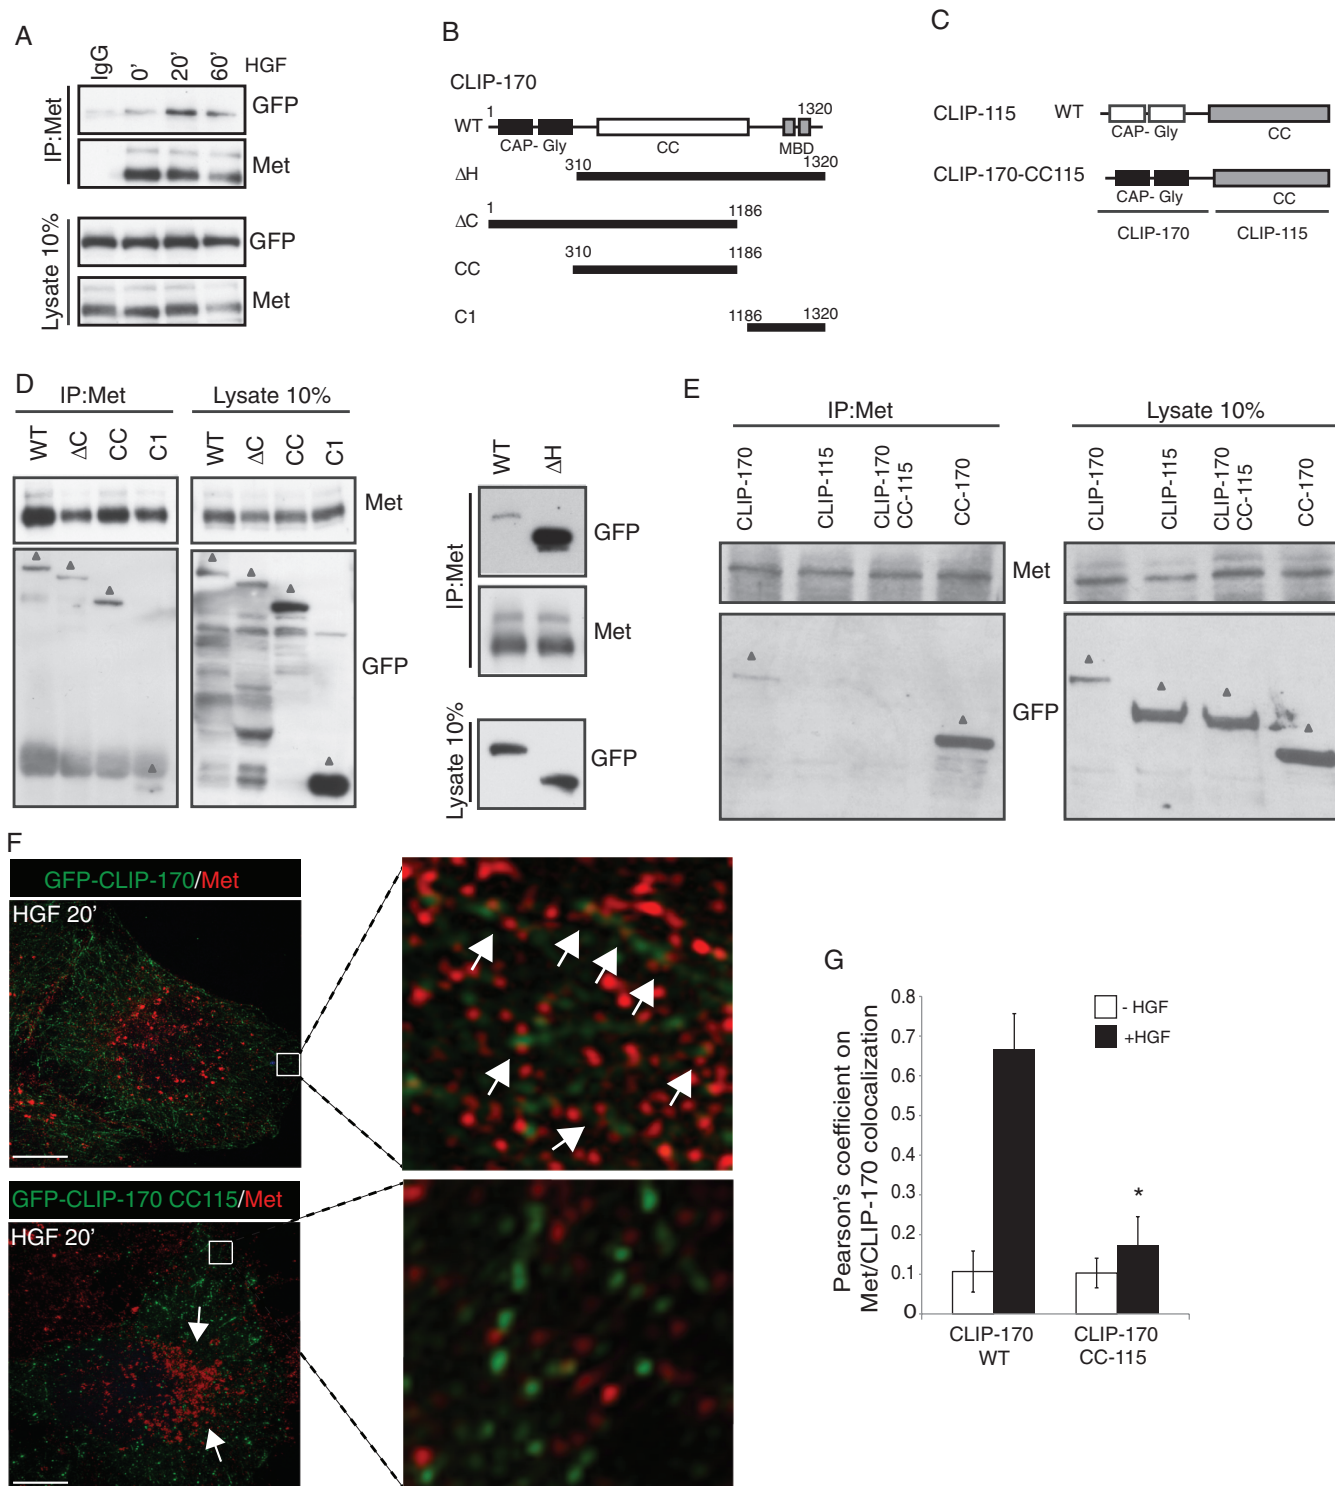 A
IgG 0' 20' 60' HGF
IP:Met
GFP
Met
Lysate 10%
GFP
Met
B
CLIP-170
1 1320
WT
CAP- Gly CC MBD
310 1320
ΔH
1 1186
ΔC
310 1186
CC
1186 1320
C1
C
CLIP-115 WT
CAP- Gly CC
CLIP-170-CC115
CAP- Gly CC
CLIP-170 CLIP-115
D
IP:Met Lysate 10%
WT ΔC CC C1 WT ΔC CC C1
Met
GFP
WT ΔH
IP:Met
GFP
Met
Lysate 10%
GFP
E
IP:Met Lysate 10%
CLIP-170 CLIP-115 CLIP-170 CC-115 CC-170 CLIP-170 CLIP-115 CLIP-170 CC-115 CC-170
Met
GFP
F
GFP-CLIP-170/Met
HGF 20'
GFP-CLIP-170 CC115/Met
HGF 20'
G
Pearson's coefficient on
Met/CLIP-170 colocalization
0.8
0.7
0.6
0.5
0.4
0.3
0.2
0.1
0
- HGF
+HGF
*
CLIP-170
WT
CLIP-170
CC-115